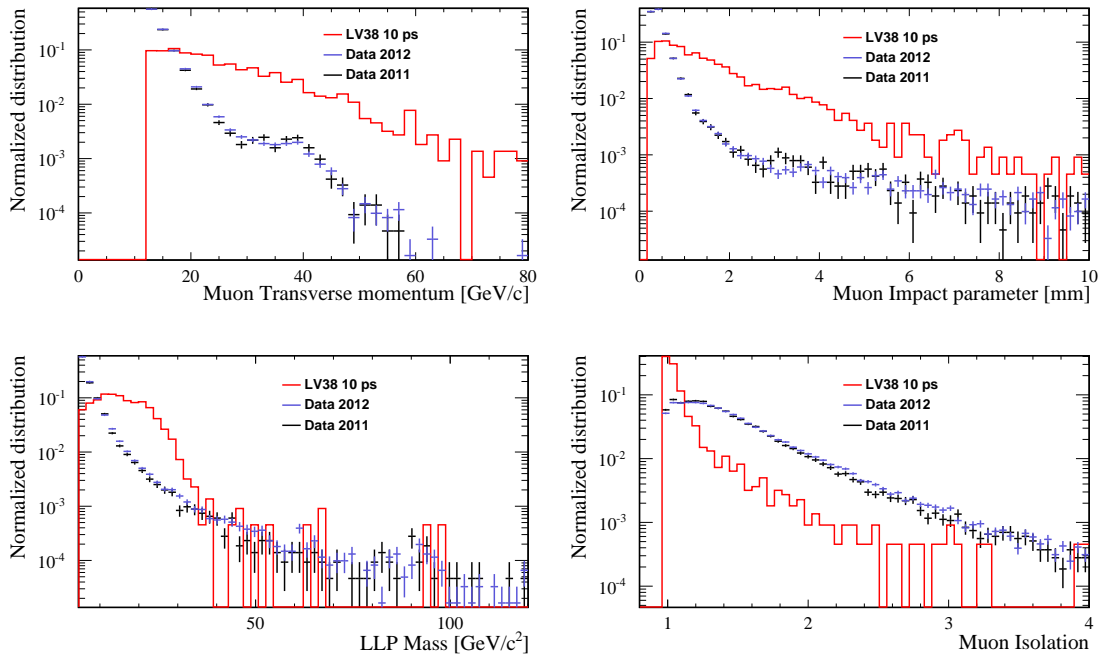 Normalized distribution
10⁻¹
10⁻²
10⁻³
10⁻⁴
LV38 10 ps
Data 2012
Data 2011
0 20 40 60 80
Muon Transverse momentum [GeV/c]
Normalized distribution
10⁻¹
10⁻²
10⁻³
10⁻⁴
LV38 10 ps
Data 2012
Data 2011
0 2 4 6 8 10
Muon Impact parameter [mm]
Normalized distribution
10⁻¹
10⁻²
10⁻³
10⁻⁴
LV38 10 ps
Data 2012
Data 2011
50 100
LLP Mass [GeV/c²]
Normalized distribution
10⁻¹
10⁻²
10⁻³
10⁻⁴
LV38 10 ps
Data 2012
Data 2011
1 2 3 4
Muon Isolation